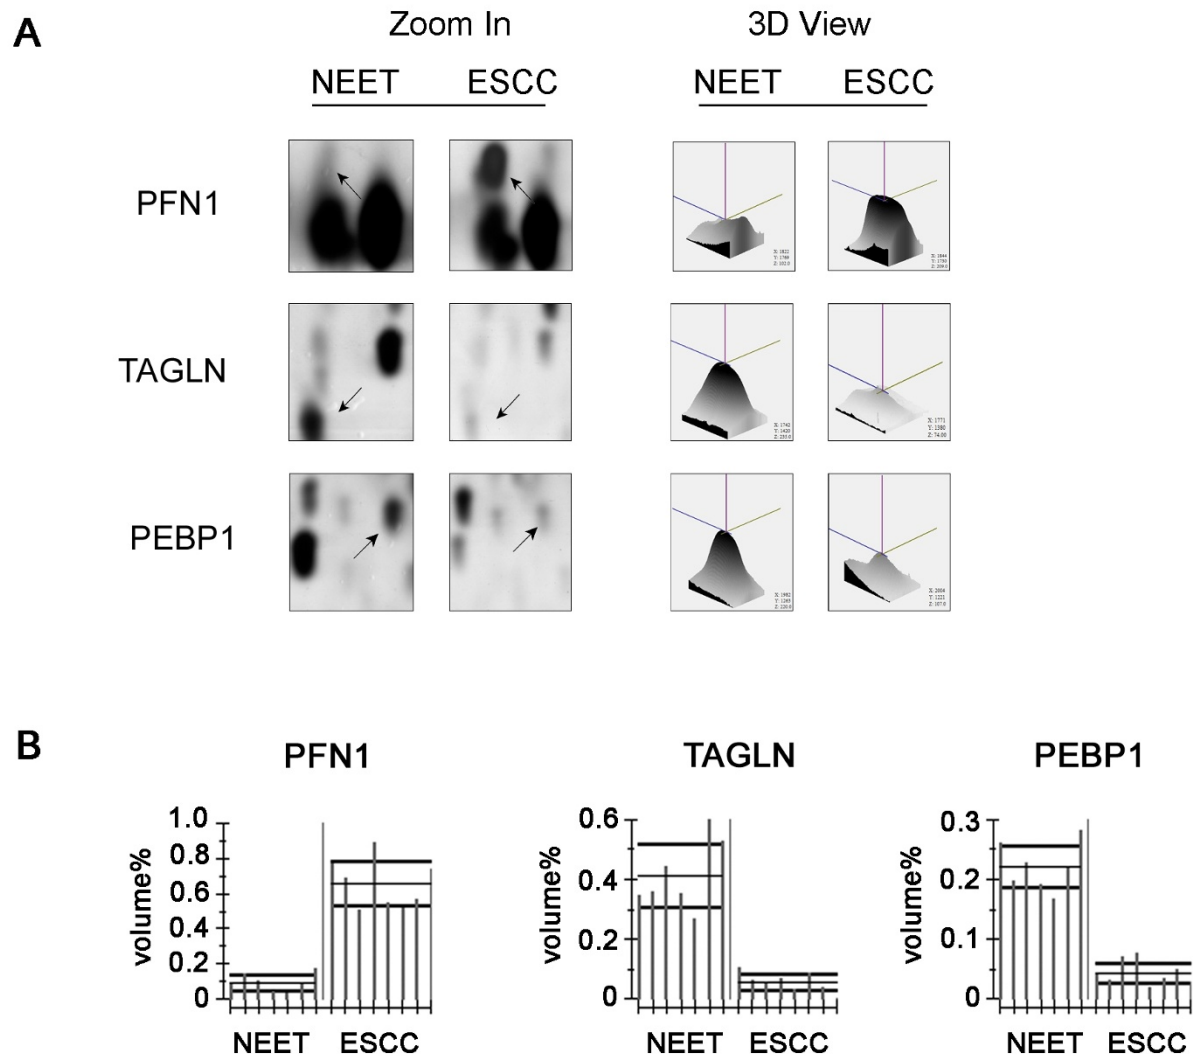 A
Zoom In 3D View
NEET ESCC NEET ESCC
PFN1
TAGLN
PEBP1
B
PFN1 TAGLN PEBP1
volume% volume% volume%
1.0 0.6 0.3
0.8
0.6 0.4 0.2
0.4
0.2 0.2 0.1
0 0 0
NEET ESCC NEET ESCC NEET ESCC